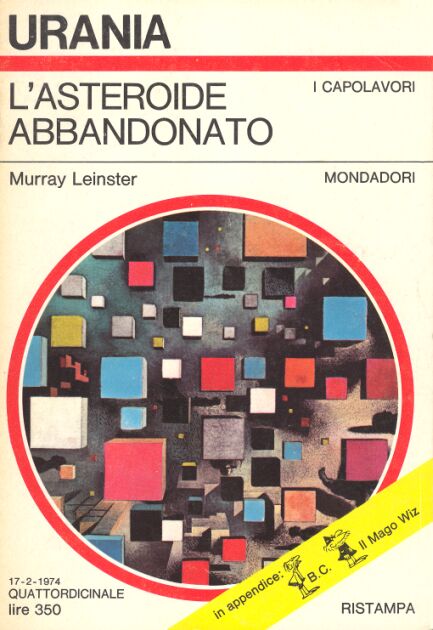 URANIA
L'ASTEROIDE
ABBANDONATO
I CAPOLAVORI
Murray Leinster
MONDADORI
in appendice:
B.C.
Il Mago Wiz
17-2-1974
QUATTORDICINALE
lire 350
RISTAMPA